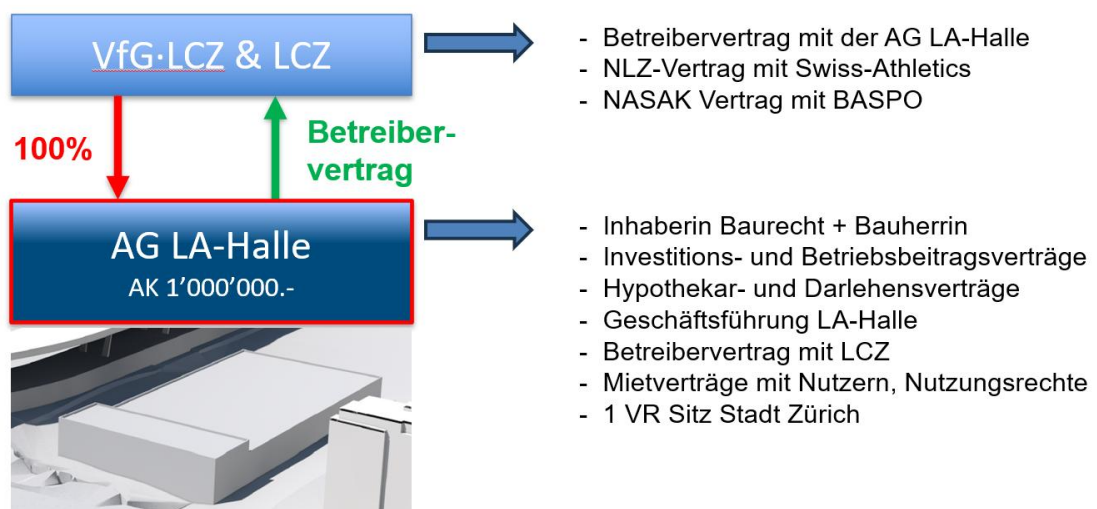 VfG·LCZ & LCZ
- Betreibervertrag mit der AG LA-Halle
- NLZ-Vertrag mit Swiss-Athletics
- NASAK Vertrag mit BASPO
100%
Betreiber-
vertrag
AG LA-Halle
AK 1’000’000.-
- Inhaberin Baurecht + Bauherrin
- Investitions- und Betriebsbeitragsverträge
- Hypothekar- und Darlehensverträge
- Geschäftsführung LA-Halle
- Betreibervertrag mit LCZ
- Mietverträge mit Nutzern, Nutzungsrechte
- 1 VR Sitz Stadt Zürich